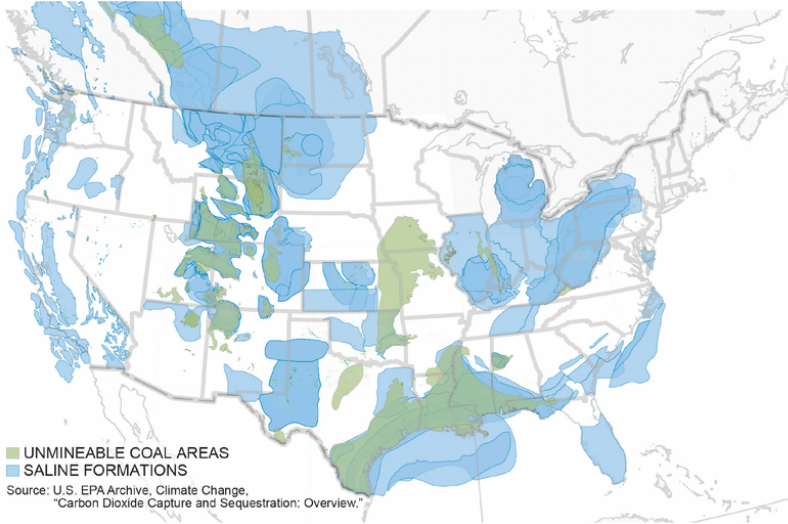 UNMINEABLE COAL AREAS
SALINE FORMATIONS
Source: U.S. EPA Archive, Climate Change,
"Carbon Dioxide Capture and Sequestration: Overview."